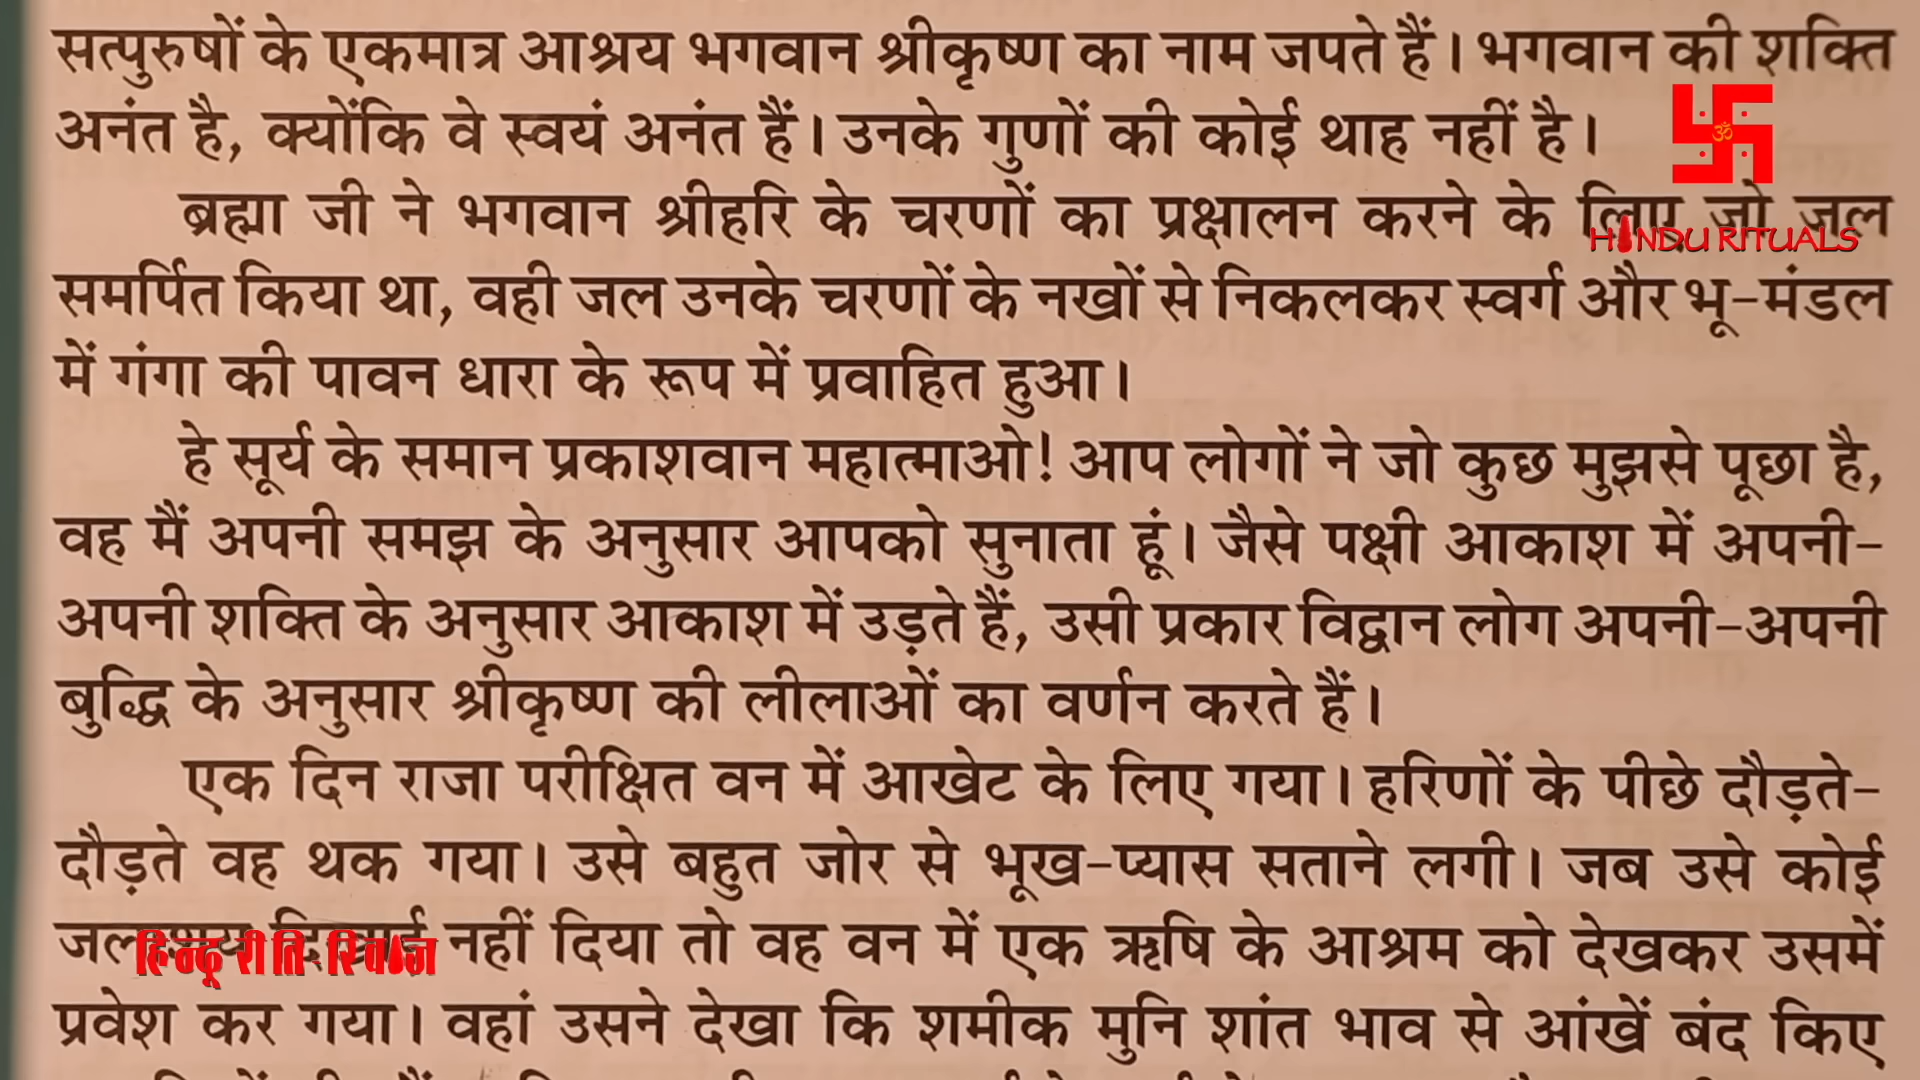 सत्पुरुषों के एकमात्र आश्रय भगवान श्रीकृष्ण का नाम जपते हैं। भगवान की शक्ति
अनंत है, क्योंकि वे स्वयं अनंत हैं। उनके गुणों की कोई थाह नहीं है।
ॐ
ब्रह्मा जी ने भगवान श्रीहरि के चरणों का प्रक्षालन करने के लिए जो जल
HINDU RITUALS
समर्पित किया था, वही जल उनके चरणों के नखों से निकलकर स्वर्ग और भू-मंडल
में गंगा की पावन धारा के रूप में प्रवाहित हुआ।
हे सूर्य के समान प्रकाशवान महात्माओ! आप लोगों ने जो कुछ मुझसे पूछा है,
वह मैं अपनी समझ के अनुसार आपको सुनाता हूं। जैसे पक्षी आकाश में अपनी-
अपनी शक्ति के अनुसार आकाश में उड़ते हैं, उसी प्रकार विद्वान लोग अपनी-अपनी
बुद्धि के अनुसार श्रीकृष्ण की लीलाओं का वर्णन करते हैं।
एक दिन राजा परीक्षित वन में आखेट के लिए गया। हरिणों के पीछे दौड़ते-
दौड़ते वह थक गया। उसे बहुत जोर से भूख-प्यास सताने लगी। जब उसे कोई
जलाशय दिखाई नहीं दिया तो वह वन में एक ऋषि के आश्रम को देखकर उसमें
हिन्दू रीति-रिवाज
प्रवेश कर गया। वहां उसने देखा कि शमीक मुनि शांत भाव से आंखें बंद किए